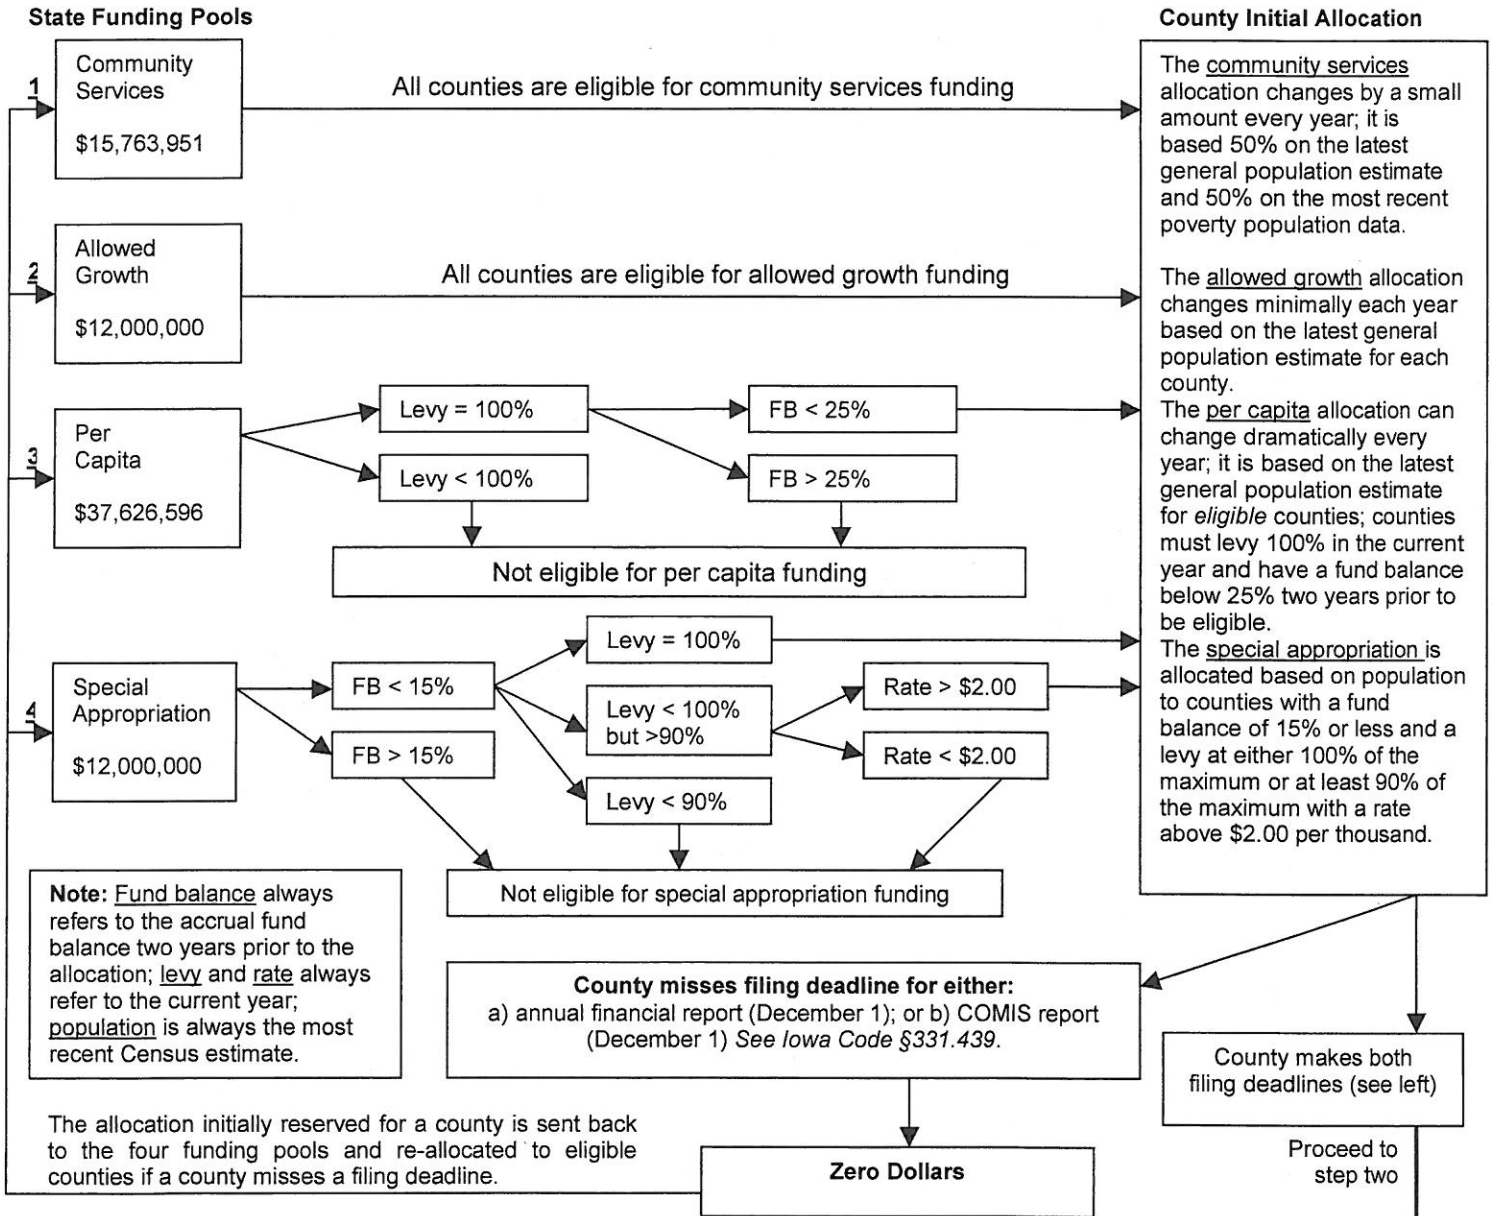 State Funding Pools
County Initial Allocation
1
Community
Services
$15,763,951
All counties are eligible for community services funding
2
Allowed
Growth
$12,000,000
All counties are eligible for allowed growth funding
3
Per
Capita
$37,626,596
Levy = 100%
Levy < 100%
FB < 25%
FB > 25%
Not eligible for per capita funding
4
Special
Appropriation
$12,000,000
FB < 15%
FB > 15%
Levy = 100%
Levy < 100%
but >90%
Levy < 90%
Rate > $2.00
Rate < $2.00
Not eligible for special appropriation funding
The community services
allocation changes by a small
amount every year; it is
based 50% on the latest
general population estimate
and 50% on the most recent
poverty population data.
The allowed growth allocation
changes minimally each year
based on the latest general
population estimate for each
county.
The per capita allocation can
change dramatically every
year; it is based on the latest
general population estimate
for eligible counties; counties
must levy 100% in the current
year and have a fund balance
below 25% two years prior to
be eligible.
The special appropriation is
allocated based on population
to counties with a fund
balance of 15% or less and a
levy at either 100% of the
maximum or at least 90% of
the maximum with a rate
above $2.00 per thousand.
Note: Fund balance always
refers to the accrual fund
balance two years prior to the
allocation; levy and rate always
refer to the current year;
population is always the most
recent Census estimate.
County misses filing deadline for either:
a) annual financial report (December 1); or b) COMIS report
(December 1) See Iowa Code §331.439.
County makes both
filing deadlines (see left)
The allocation initially reserved for a county is sent back
to the four funding pools and re-allocated to eligible
counties if a county misses a filing deadline.
Zero Dollars
Proceed to
step two